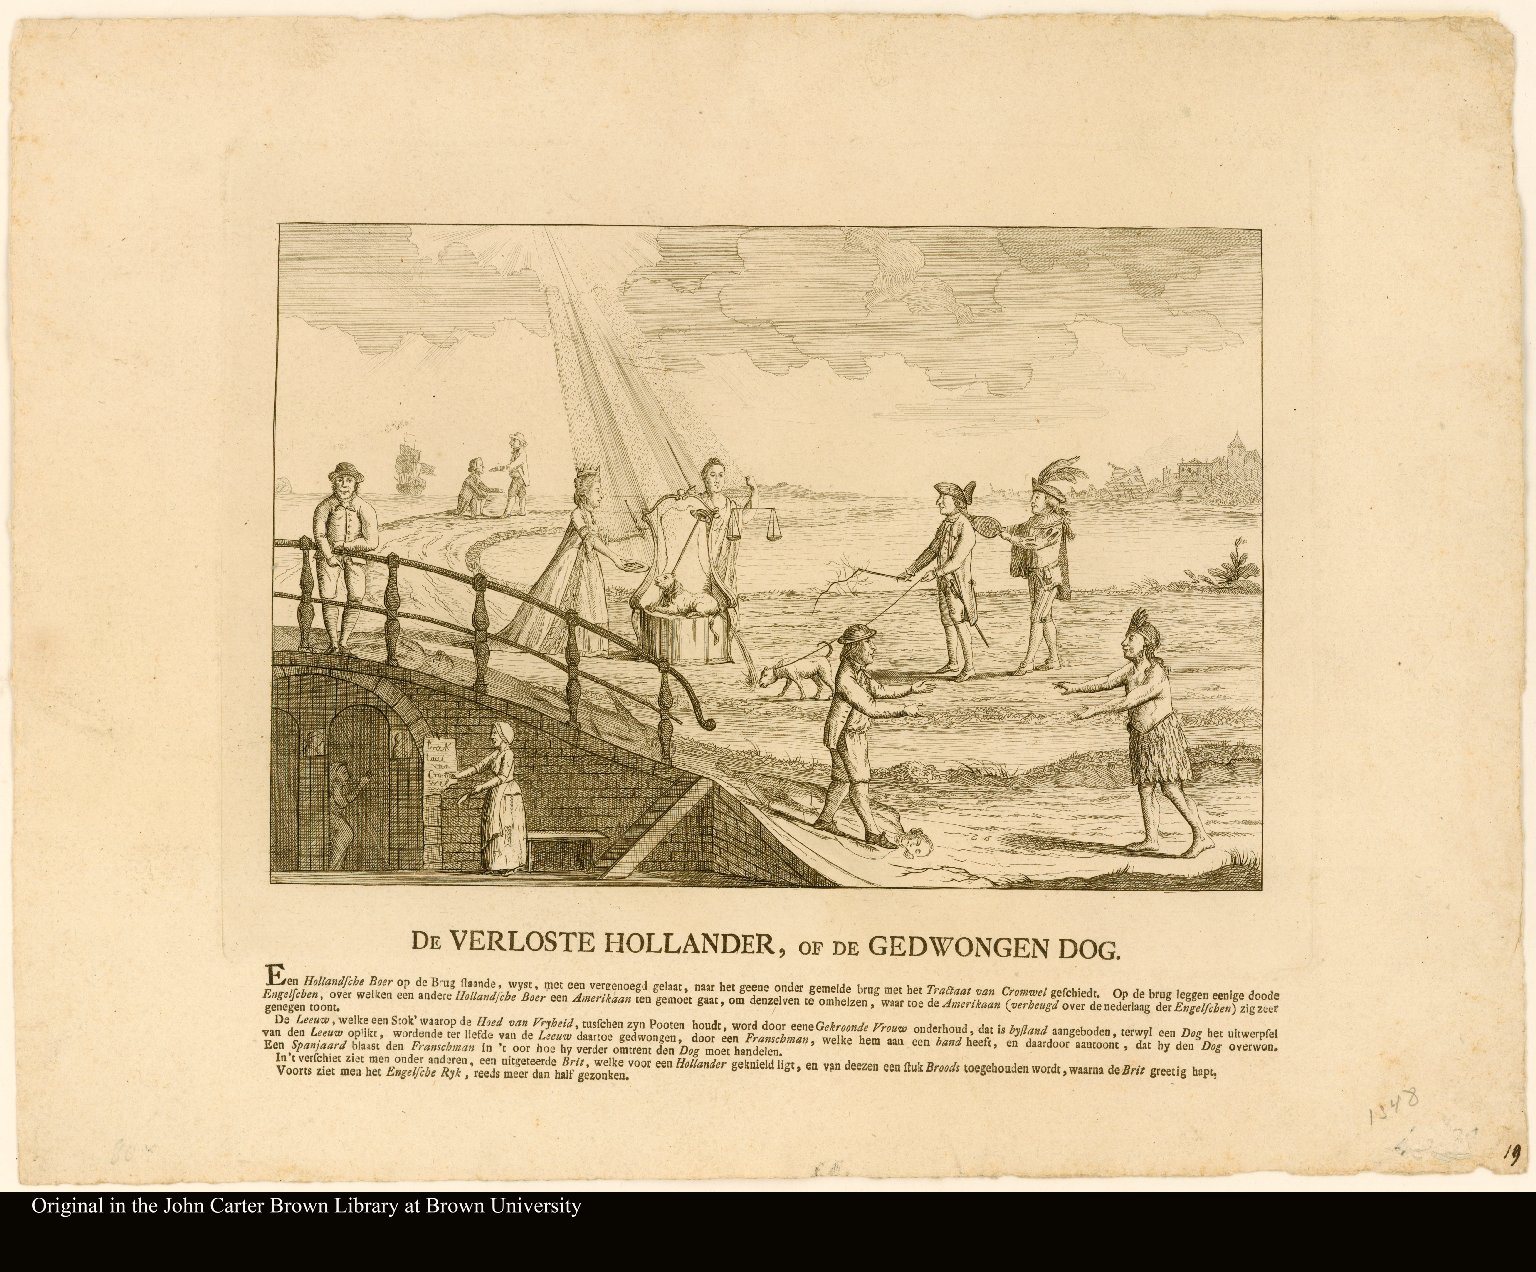 Tractaat van Cromwel
DE VERLOSTE HOLLANDER, OF DE GEDWONGEN DOG.
Een Hollandſche Boer op de Brug ſtaande, wyst, met een vergenoegd gelaat, naar het geene onder gemelde brug met het Tractaat van Cromwel geſchiedt. Op de brug leggen eenige doode
Engelſchen, over welken een andere Hollandſche Boer een Amerikaan ten gemoet gaat, om denzelven te omhelzen, waar toe de Amerikaan (verheugd over de nederlaag der Engelſchen) zig zeer
genegen toont.
De Leeuw, welke een Stok waarop de Hoed van Vryheid, tusſchen zyn Pooten houdt, word door eene Gekroonde Vrouw onderhoud, dat is byſtand aangeboden, terwyl een Dog het uitwerpſel
van den Leeuw oplikt, wordende ter liefde van de Leeuw daartoe gedwongen, door een Franschman, welke hem aan een band heeft, en daardoor aantoont, dat hy den Dog overwon.
Een Spanjaard blaast den Franschman in 't oor hoe hy verder omtrent den Dog moet handelen.
In 't verſchiet ziet men onder anderen, een uitgeteerde Brit, welke voor een Hollander geknield ligt, en van deezen een ſtuk Broods toegehouden wordt, waarna de Brit greetig hapt.
Voorts ziet men het Engelſche Ryk, reeds meer dan half gezonken.
1348
19
Original in the John Carter Brown Library at Brown University